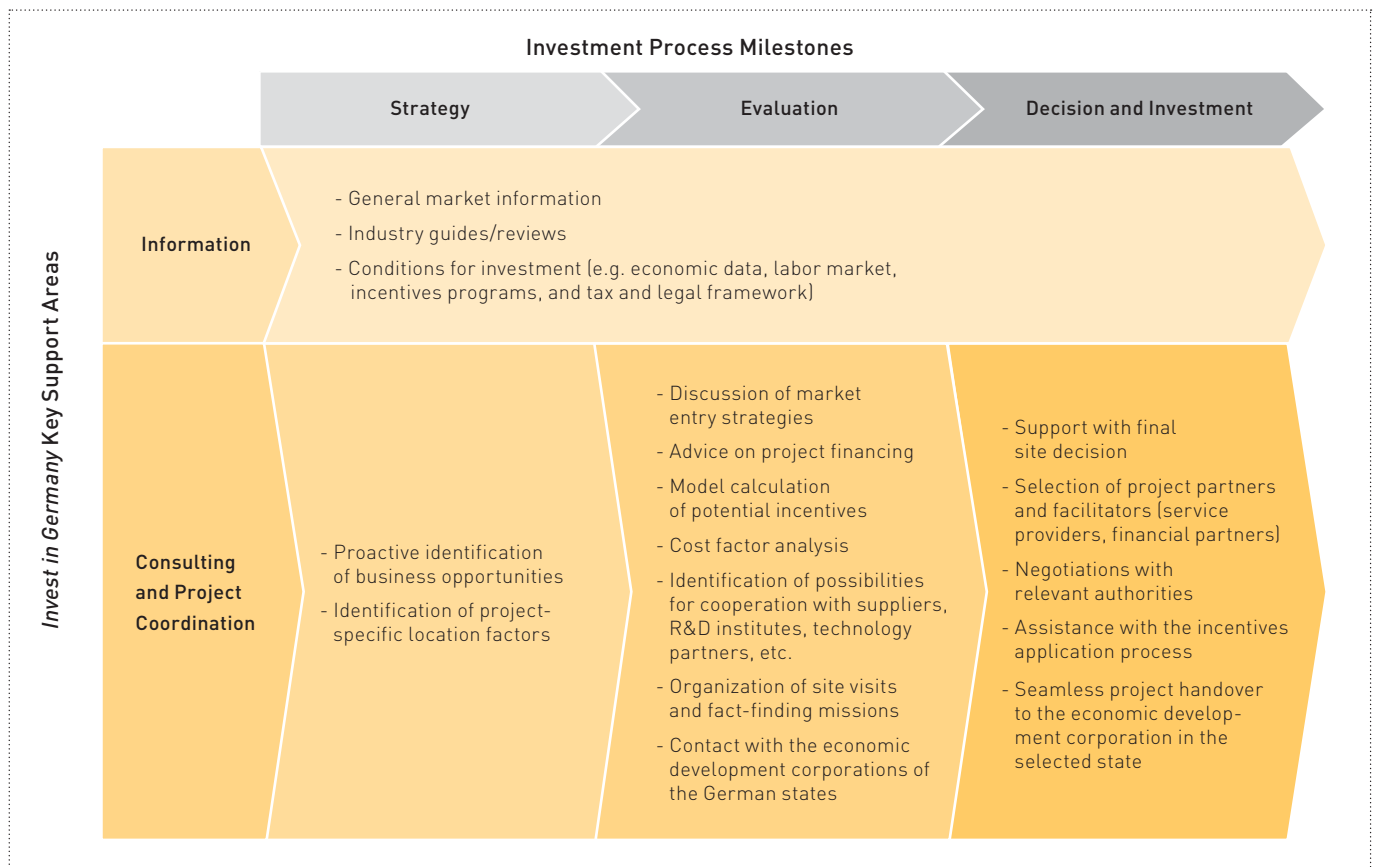 Investment Process Milestones
Strategy
Evaluation
Decision and Investment
Invest in Germany Key Support Areas
Information
- General market information
- Industry guides/reviews
- Conditions for investment (e.g. economic data, labor market,
incentives programs, and tax and legal framework)
Consulting
and Project
Coordination
- Proactive identification
of business opportunities
- Identification of project-
specific location factors
- Discussion of market
entry strategies
- Advice on project financing
- Model calculation
of potential incentives
- Cost factor analysis
- Identification of possibilities
for cooperation with suppliers,
R&D institutes, technology
partners, etc.
- Organization of site visits
and fact-finding missions
- Contact with the economic
development corporations of
the German states
- Support with final
site decision
- Selection of project partners
and facilitators (service
providers, financial partners)
- Negotiations with
relevant authorities
- Assistance with the incentives
application process
- Seamless project handover
to the economic develop-
ment corporation in the
selected state